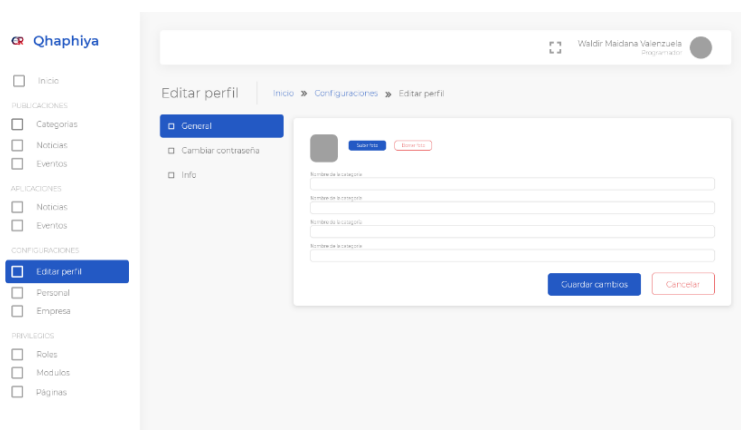 Qhaphiya
Waldir Maidana Valenzuela
Programador
Inicio
PUBLICACIONES
Categorías
Noticias
Eventos
APLICACIONES
Noticias
Eventos
CONFIGURACIONES
Editar perfil
Personal
Empresa
PRIVILEGIOS
Roles
Modulos
Páginas
Editar perfil
Inicio » Configuraciones » Editar perfil
General
Cambiar contraseña
Info
Subir foto
Borrar foto
Nombre de la categoría
Nombre de la categoría
Nombre de la categoría
Nombre de la categoría
Guardar cambios
Cancelar